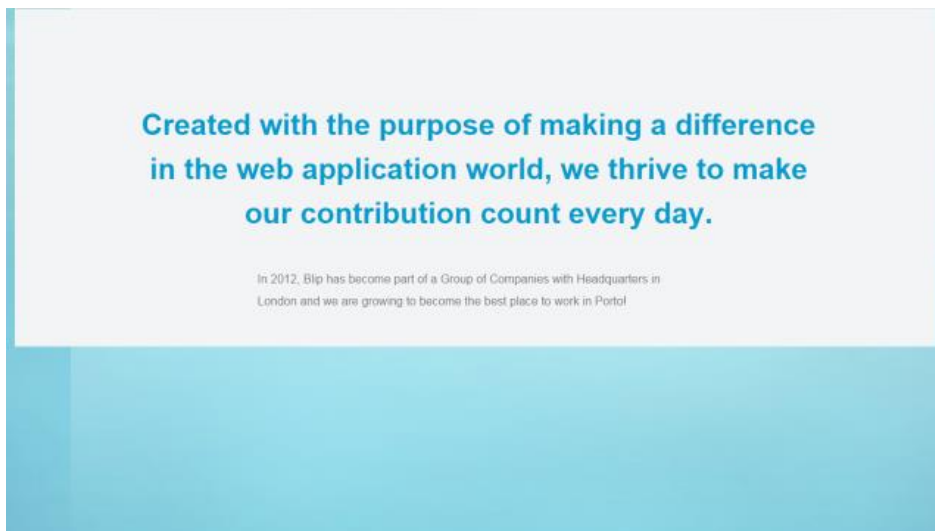 Created with the purpose of making a difference
in the web application world, we thrive to make
our contribution count every day.
In 2012, Blip has become part of a Group of Companies with Headquarters in
London and we are growing to become the best place to work in Porto!